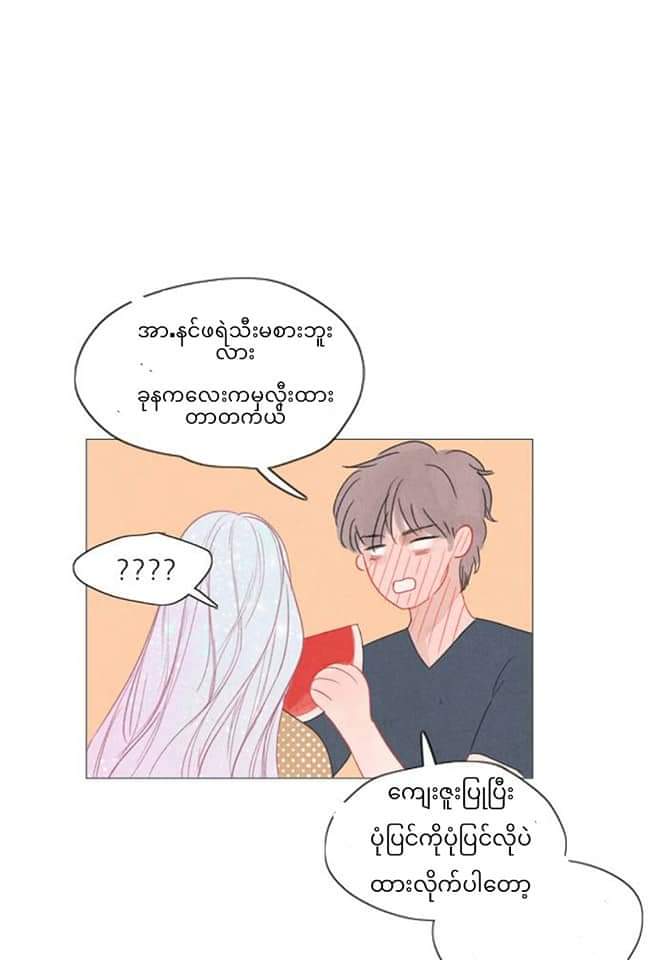 အာ.နင်ဖရဲသီးမစားဘူး
လား
ခုနကလေးကမှလှီးထား
တာတကယ်
????
ကျေးဇူးပြုပြီး
ပုံပြင်ကိုပုံပြင်လိုပဲ
ထားလိုက်ပါတော့